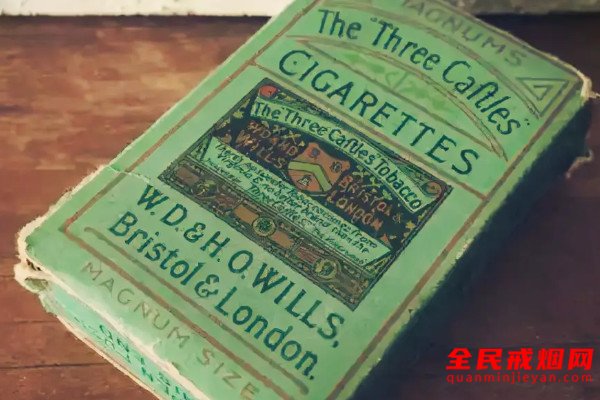 MAGNUMS
The "Three Castles"
CIGARETTES
The Three Castles Tobacco
W.D. AND H.O. WILLS
BRISTOL & LONDON
W.D. & H.O. WILLS.
Bristol & London.
MAGNUM SIZE
全民戒烟网
quanminjieyan.com